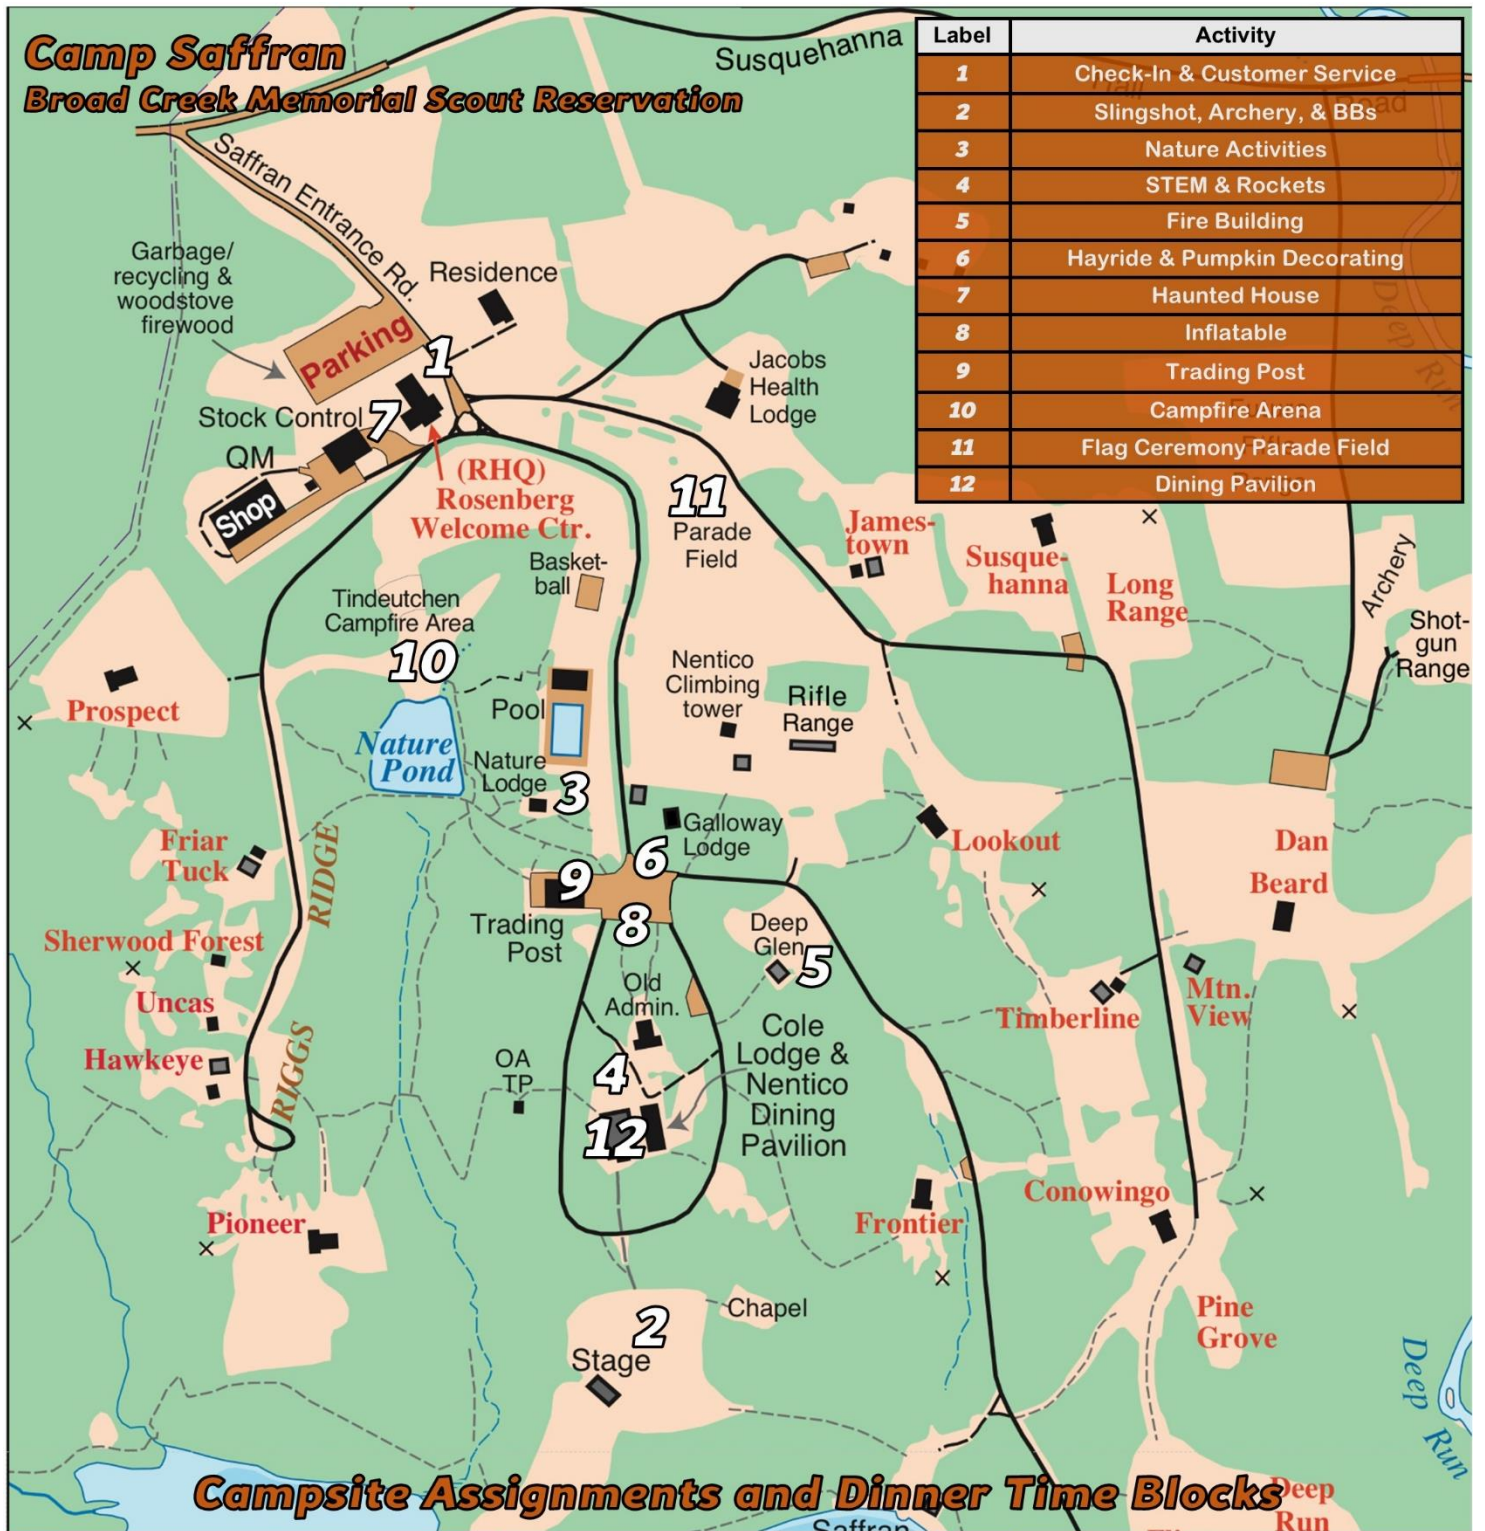 Camp Saffran
Broad Creek Memorial Scout Reservation
Susquehanna
Trail
Road
Label Activity
1 Check-In & Customer Service
2 Slingshot, Archery, & BBs
3 Nature Activities
4 STEM & Rockets
5 Fire Building
6 Hayride & Pumpkin Decorating
7 Haunted House
8 Inflatable
9 Trading Post
10 Campfire Arena
11 Flag Ceremony Parade Field
12 Dining Pavilion
Saffran Entrance Rd.
Garbage/
recycling &
woodstove
firewood
Residence
Parking
1
Deep Run
Jacobs
Health
Lodge
Stock Control
7
QM
Shop
(RHQ)
Rosenberg
Welcome Ctr.
11
Parade
Field
James-
town
Susque-
hanna
Long
Range
Archery
Shot-
gun
Range
Basket-
ball
Tindeutchen
Campfire Area
10
Prospect
Nature
Pond
Pool
Nentico
Climbing
tower
Rifle
Range
Nature
Lodge
3
Galloway
Lodge
6
9
8
Trading
Post
Friar
Tuck
RIDGE
RIGGS
Sherwood Forest
Uncas
Hawkeye
Pioneer
Lookout
Dan
Beard
Deep
Glen
5
Old
Admin.
Timberline
Mtn.
View
OA
TP
4
12
Cole
Lodge &
Nentico
Dining
Pavilion
Frontier
Conowingo
Pine
Grove
Chapel
2
Stage
Deep Run
Campsite Assignments and Dinner Time Blocks
Deep
Run
Saffran